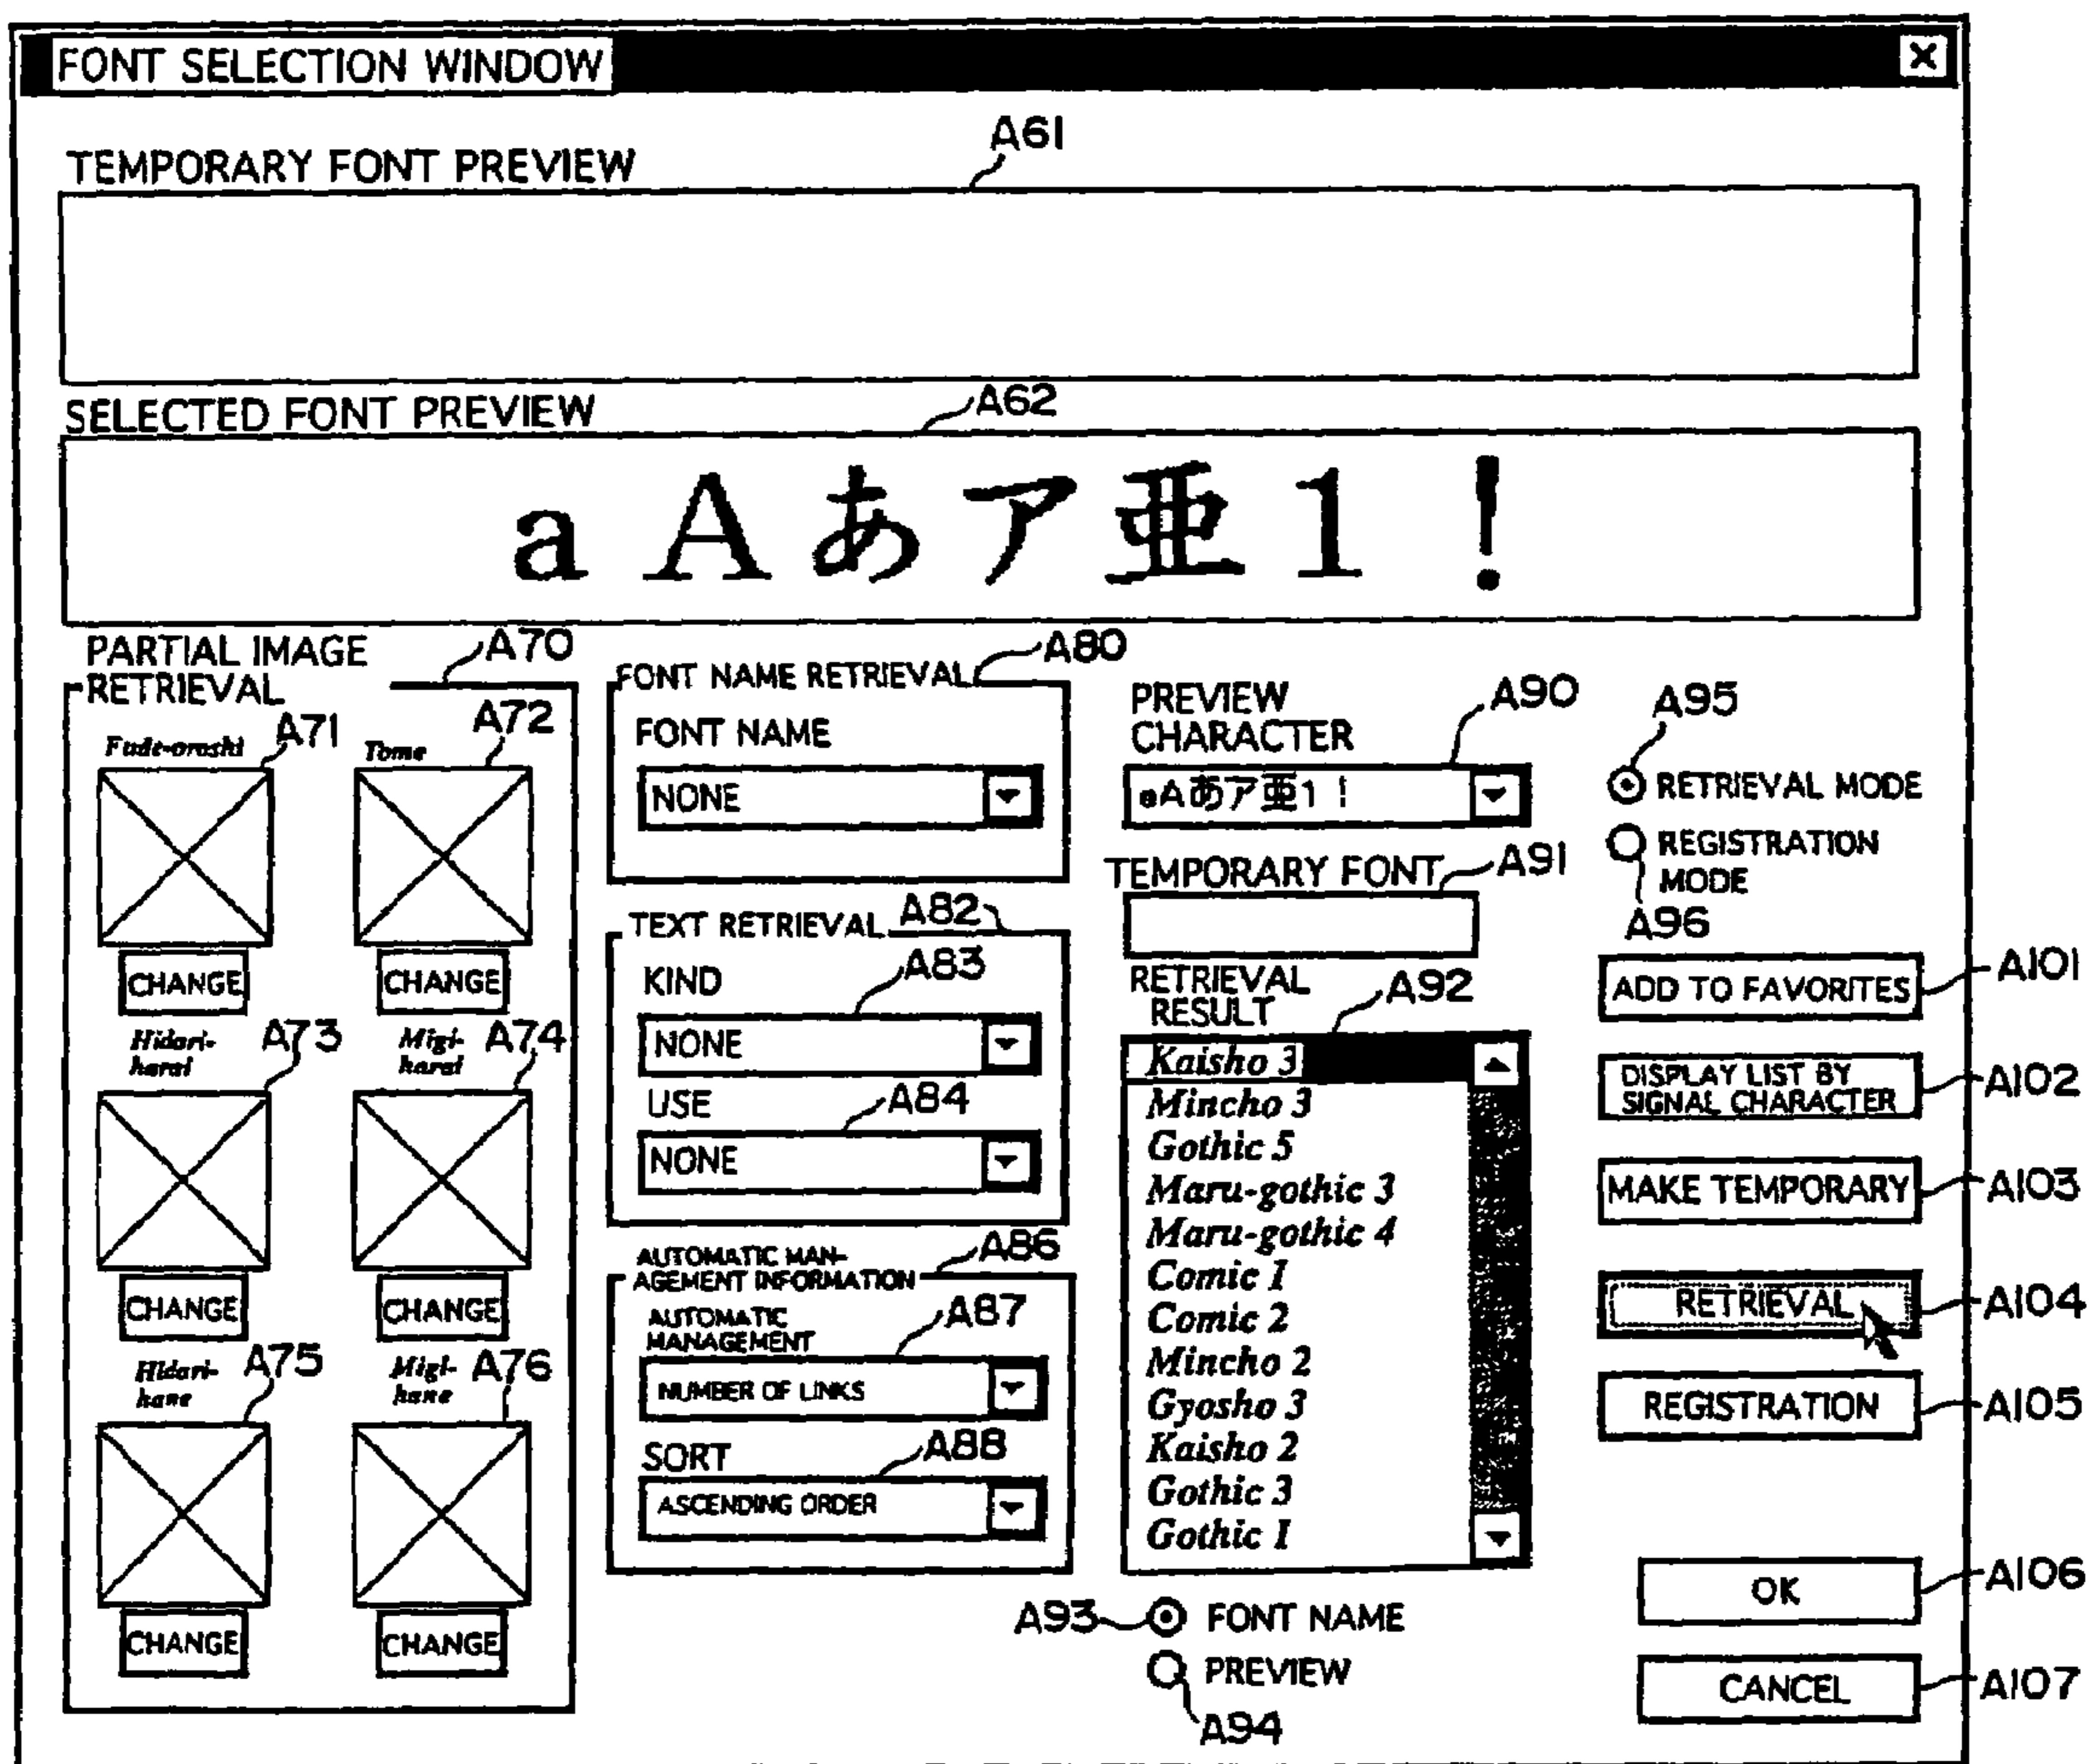 FONT SELECTION WINDOW
A61
TEMPORARY FONT PREVIEW
SELECTED FONT PREVIEW
A62
a A あ ア 亜 1 !
PARTIAL IMAGE
RETRIEVAL
A70
Fude-oroshi
A71
Tome
A72
CHANGE
CHANGE
Hidari-
harai
A73
Migi-
harai
A74
CHANGE
CHANGE
Hidari-
hane
A75
Migi-
hane
A76
CHANGE
CHANGE
FONT NAME RETRIEVAL
A80
FONT NAME
NONE
TEXT RETRIEVAL
A82
KIND
A83
NONE
USE
A84
NONE
AUTOMATIC MAN-
AGEMENT INFORMATION
A86
AUTOMATIC
MANAGEMENT
A87
NUMBER OF LINKS
SORT
A88
ASCENDING ORDER
PREVIEW
CHARACTER
A90
aAあア亜1!
TEMPORARY FONT
A91
RETRIEVAL
RESULT
A92
Kaisho 3
Mincho 3
Gothic 5
Maru-gothic 3
Maru-gothic 4
Comic 1
Comic 2
Mincho 2
Gyosho 3
Kaisho 2
Gothic 3
Gothic 1
A93
FONT NAME
PREVIEW
A94
A95
RETRIEVAL MODE
REGISTRATION
MODE
A96
ADD TO FAVORITES
A101
DISPLAY LIST BY
SIGNAL CHARACTER
A102
MAKE TEMPORARY
A103
RETRIEVAL
A104
REGISTRATION
A105
OK
A106
CANCEL
A107